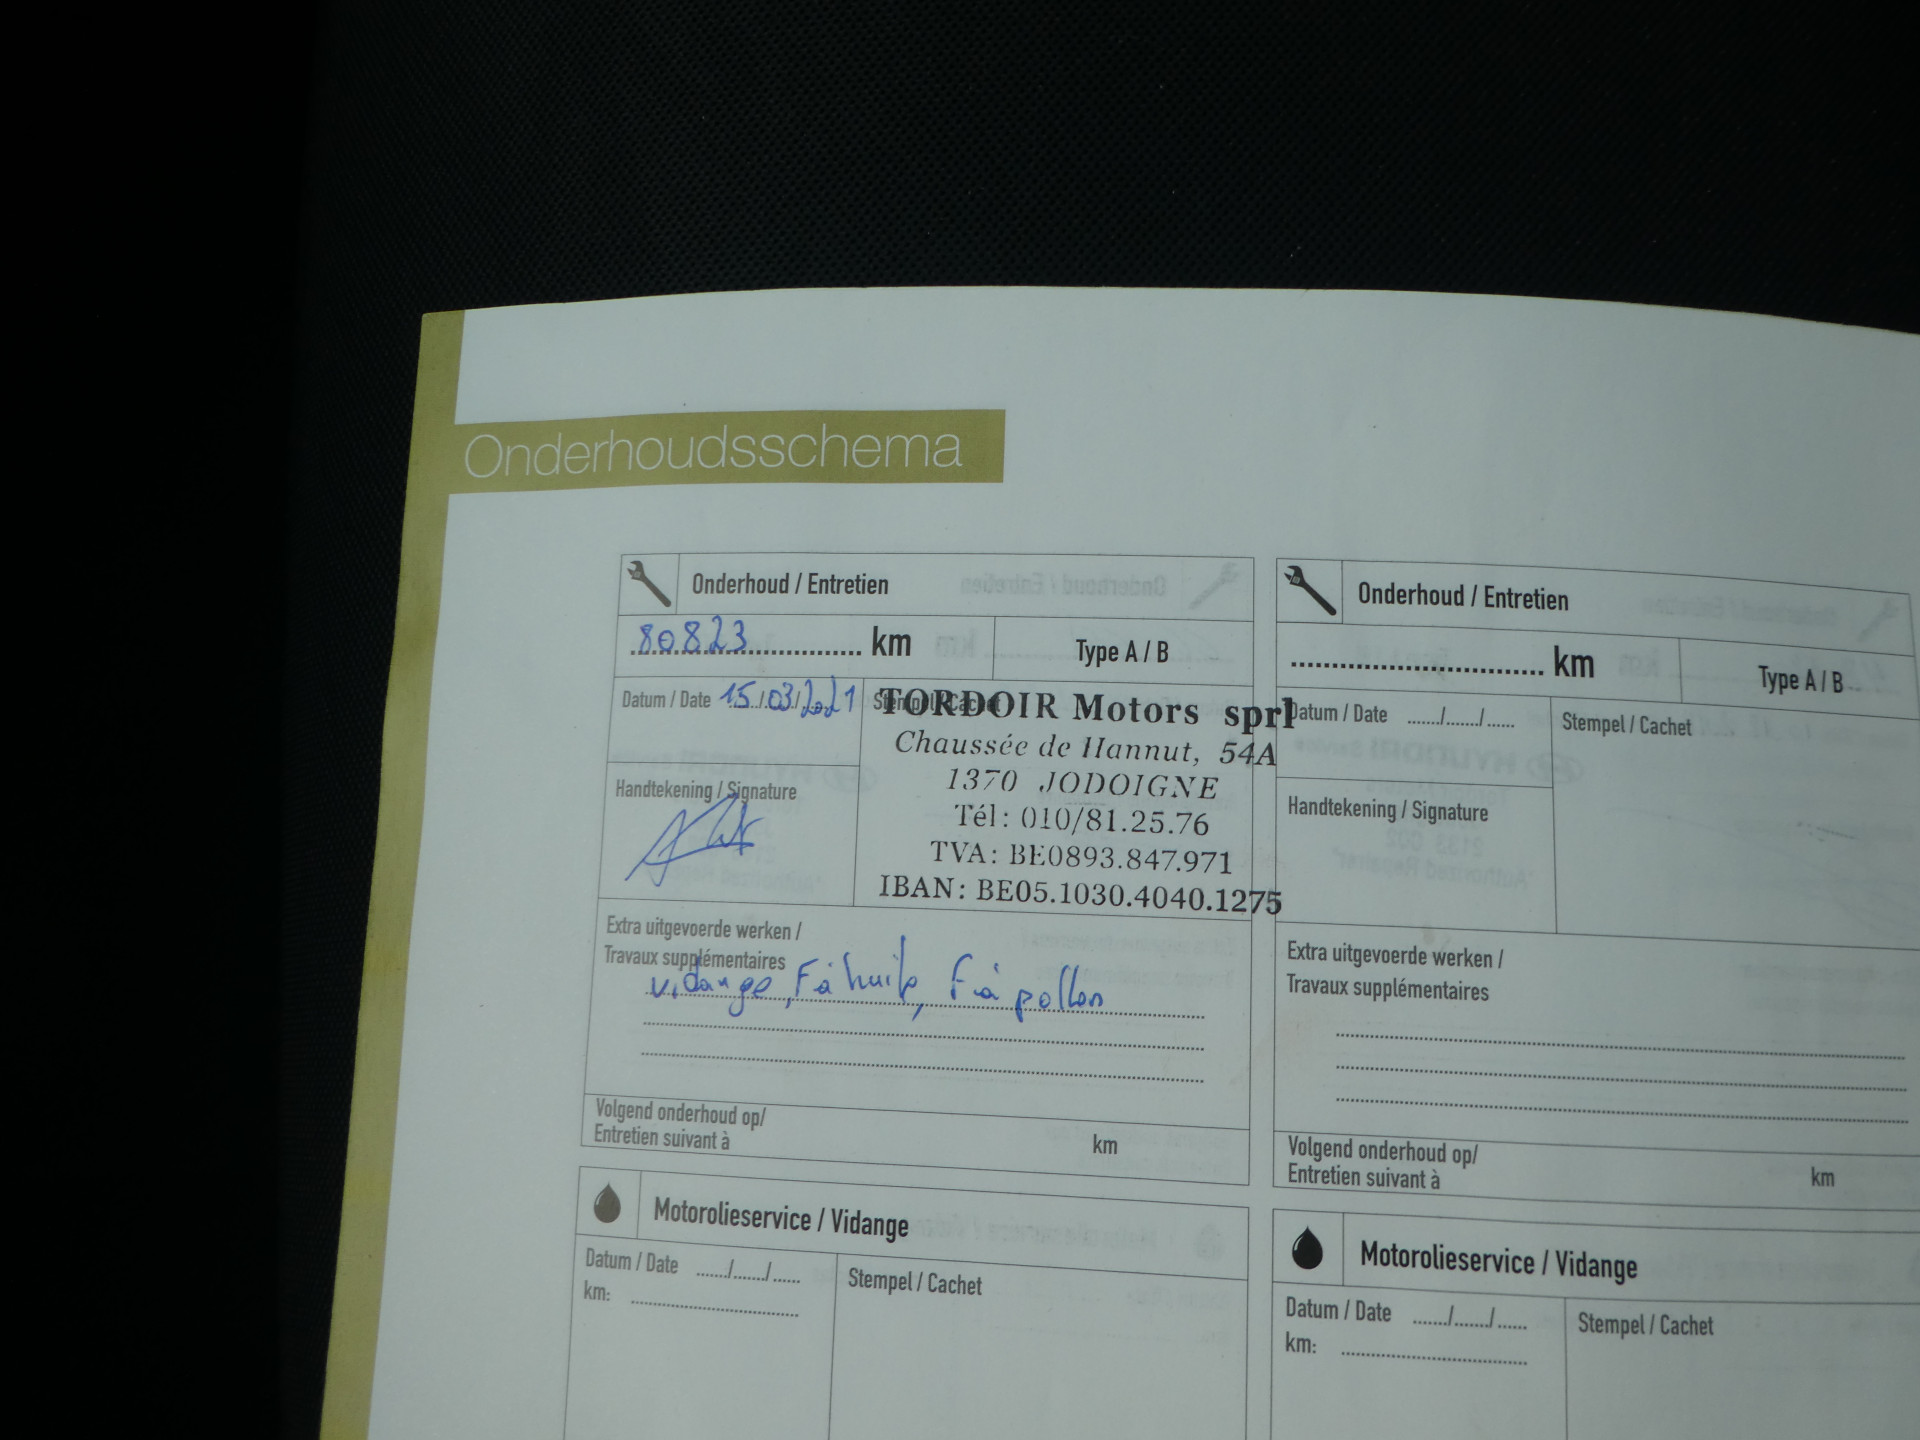 Onderhoudsschema
Onderhoud / Entretien
80823 km
Type A / B
Datum / Date 15/03/2021
Stempel / Cachet
TORDOIR Motors sprl
Chaussée de Hannut, 54A
1370 JODOIGNE
Tél: 010/81.25.76
TVA: BE0893.847.971
IBAN: BE05.1030.4040.1275
Handtekening / Signature
Extra uitgevoerde werken /
Travaux supplémentaires
vidange, F à huile, F à pollen
Volgend onderhoud op/
Entretien suivant à km
Motorolieservice / Vidange
Datum / Date ....../....../......
km:
Stempel / Cachet
Onderhoud / Entretien
km
Type A / B
Datum / Date ....../....../......
Stempel / Cachet
Handtekening / Signature
Extra uitgevoerde werken /
Travaux supplémentaires
Volgend onderhoud op/
Entretien suivant à km
Motorolieservice / Vidange
Datum / Date ....../....../......
km:
Stempel / Cachet